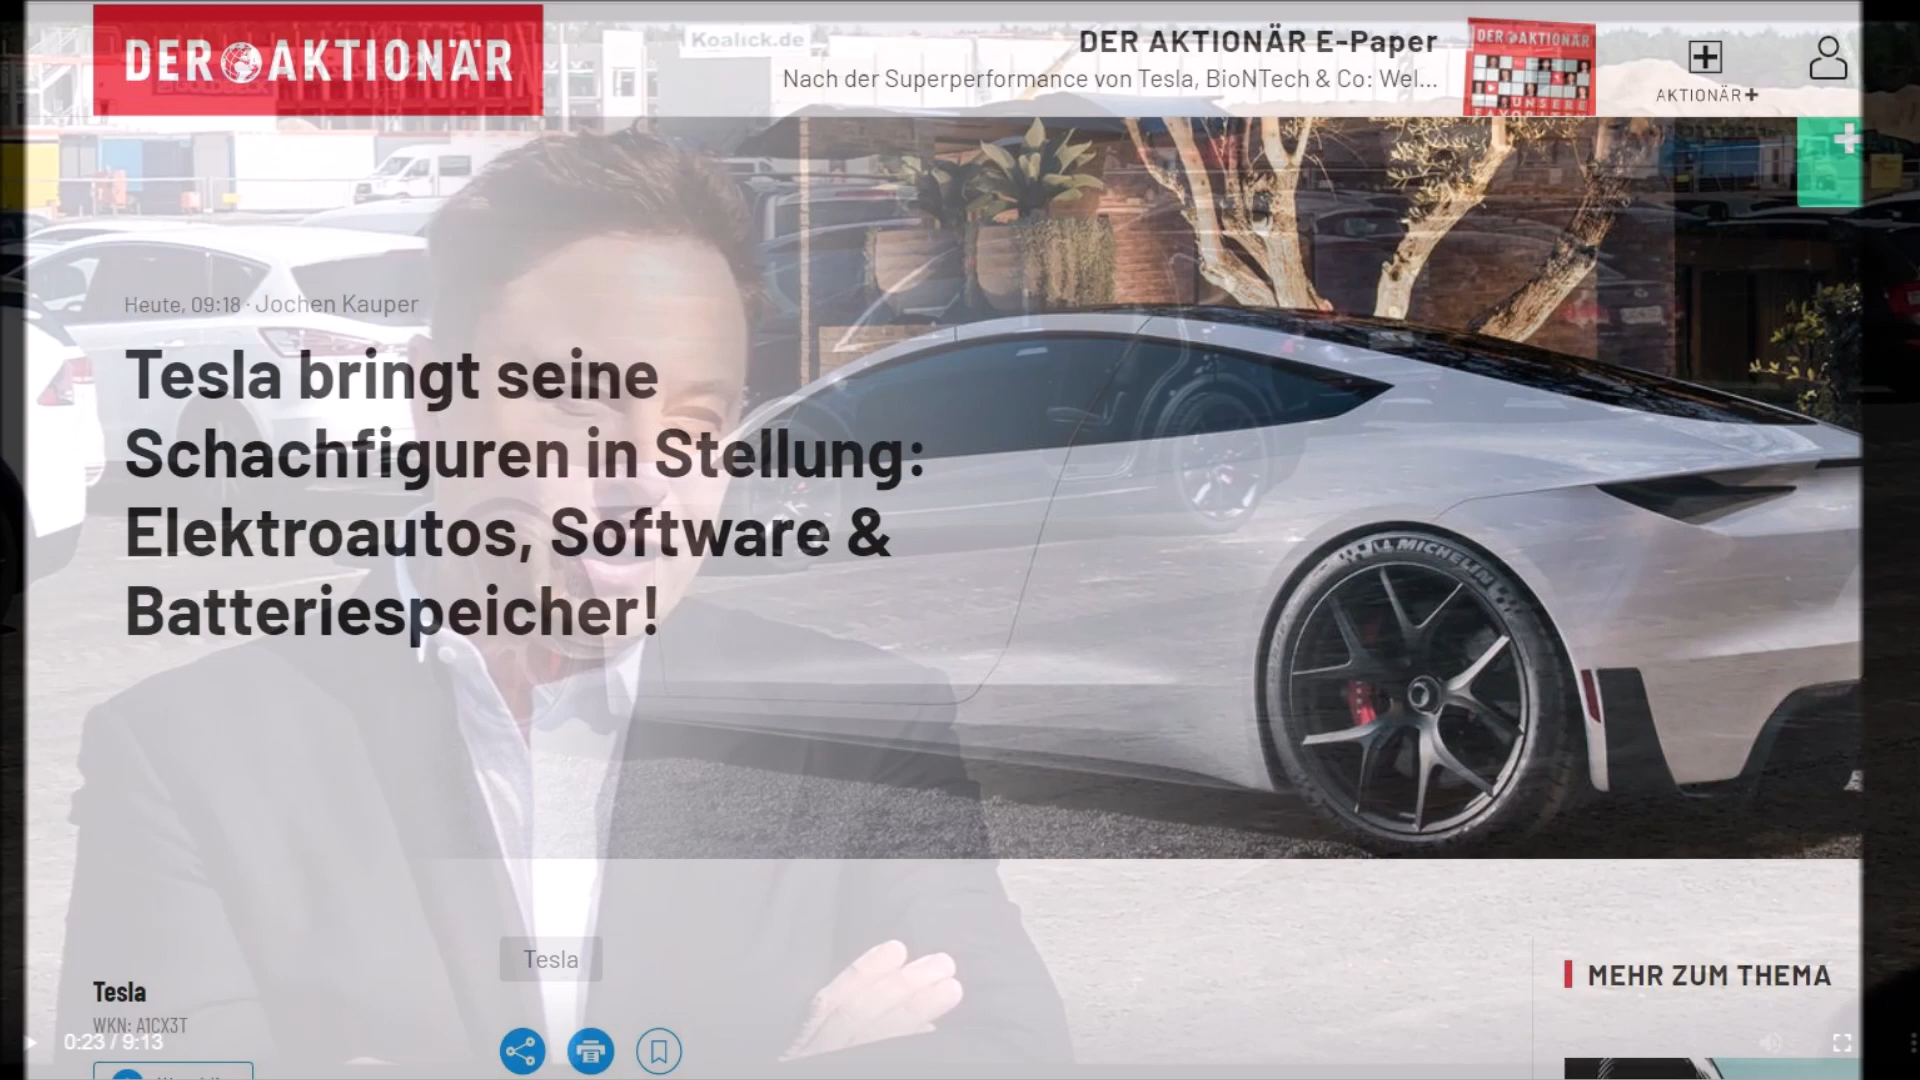 DER AKTIONÄR
DER AKTIONÄR E-Paper
Nach der Superperformance von Tesla, BioNTech & Co: Wel...
DER AKTIONÄR
UNSERE
FAVORITEN
AKTIONÄR+
Koalick.de
Heute, 09:18 · Jochen Kauper
Tesla bringt seine
Schachfiguren in Stellung:
Elektroautos, Software &
Batteriespeicher!
MICHELIN
Tesla
Tesla
WKN: A1CX3T
0:23 / 9:13
MEHR ZUM THEMA